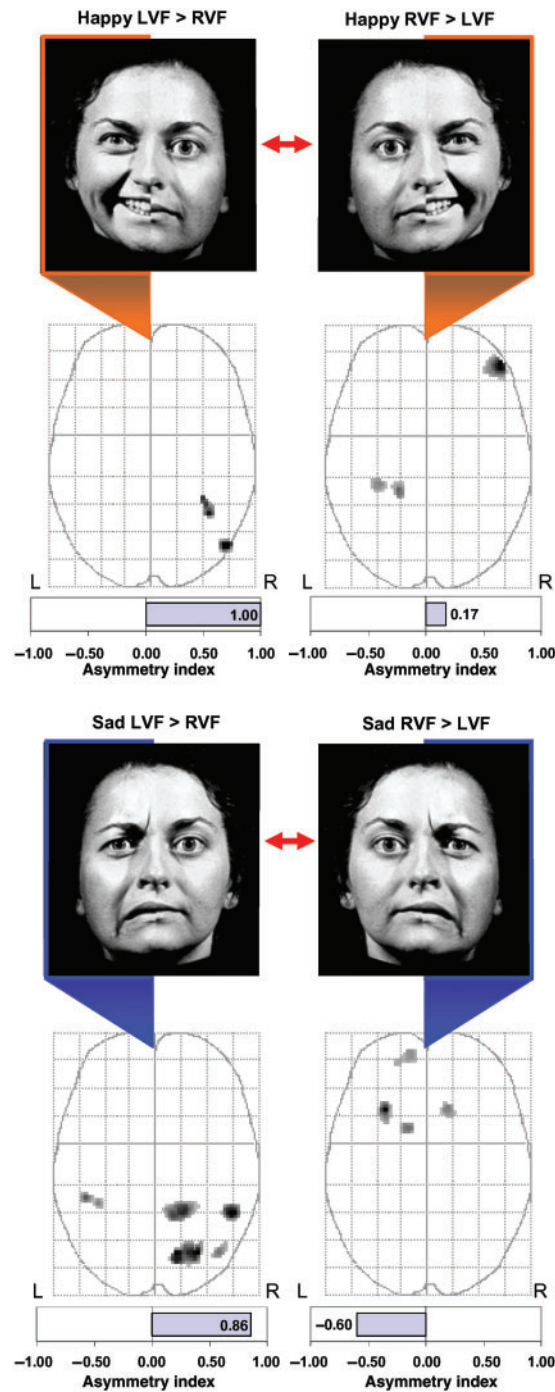 Happy LVF > RVF
Happy RVF > LVF
L
R
1.00
0.17
–1.00 –0.50 0.00 0.50 1.00
–1.00 –0.50 0.00 0.50 1.00
Asymmetry index
Asymmetry index
Sad LVF > RVF
Sad RVF > LVF
L
R
L
R
0.86
–0.60
–1.00 –0.50 0.00 0.50 1.00
–1.00 –0.50 0.00 0.50 1.00
Asymmetry index
Asymmetry index